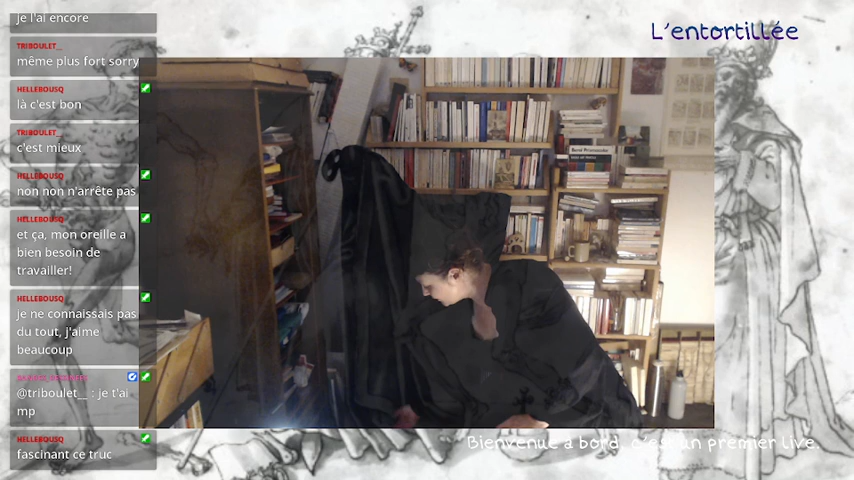 je l'ai encore
TRIBOULET__
même plus fort sorry
HELLEBOUSQ
là c'est bon
TRIBOULET__
c'est mieux
HELLEBOUSQ
non non n'arrête pas
HELLEBOUSQ
et ça, mon oreille a
bien besoin de
travailler!
HELLEBOUSQ
je ne connaissais pas
du tout, j'aime
beaucoup
@triboulet__ : je t'ai
mp
HELLEBOUSQ
fascinant ce truc
L'entortillée
Bienvenue à bord, c'est un premier live.